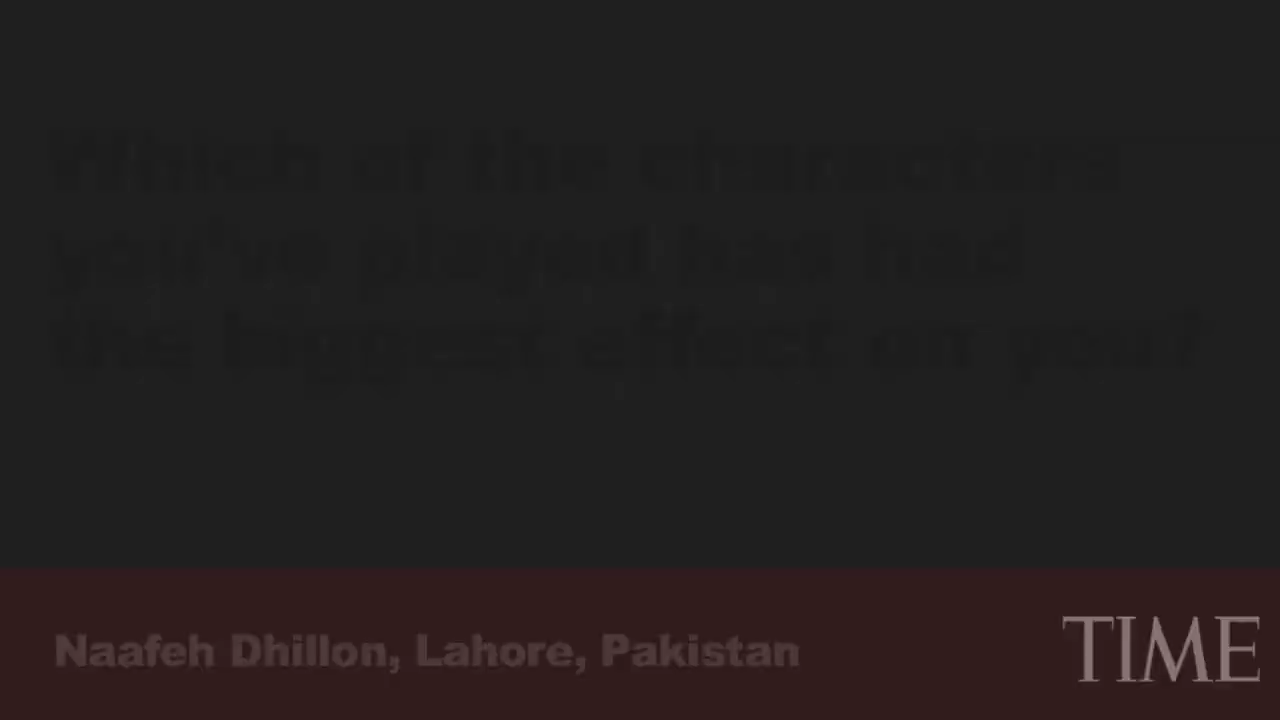 Which of the characters
you've played has had
the biggest effect on you?
Naafeh Dhillon, Lahore, Pakistan
TIME